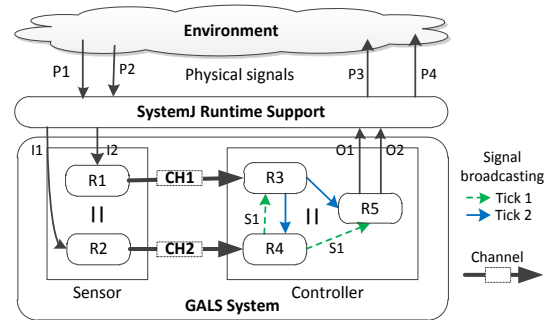 Environment
P1
P2
Physical signals
P3
P4
SystemJ Runtime Support
I1
I2
O1
O2
R1
CH1
R3
R5
S1
R2
CH2
R4
S1
Sensor
Controller
GALS System
Signal
broadcasting
Tick 1
Tick 2
Channel